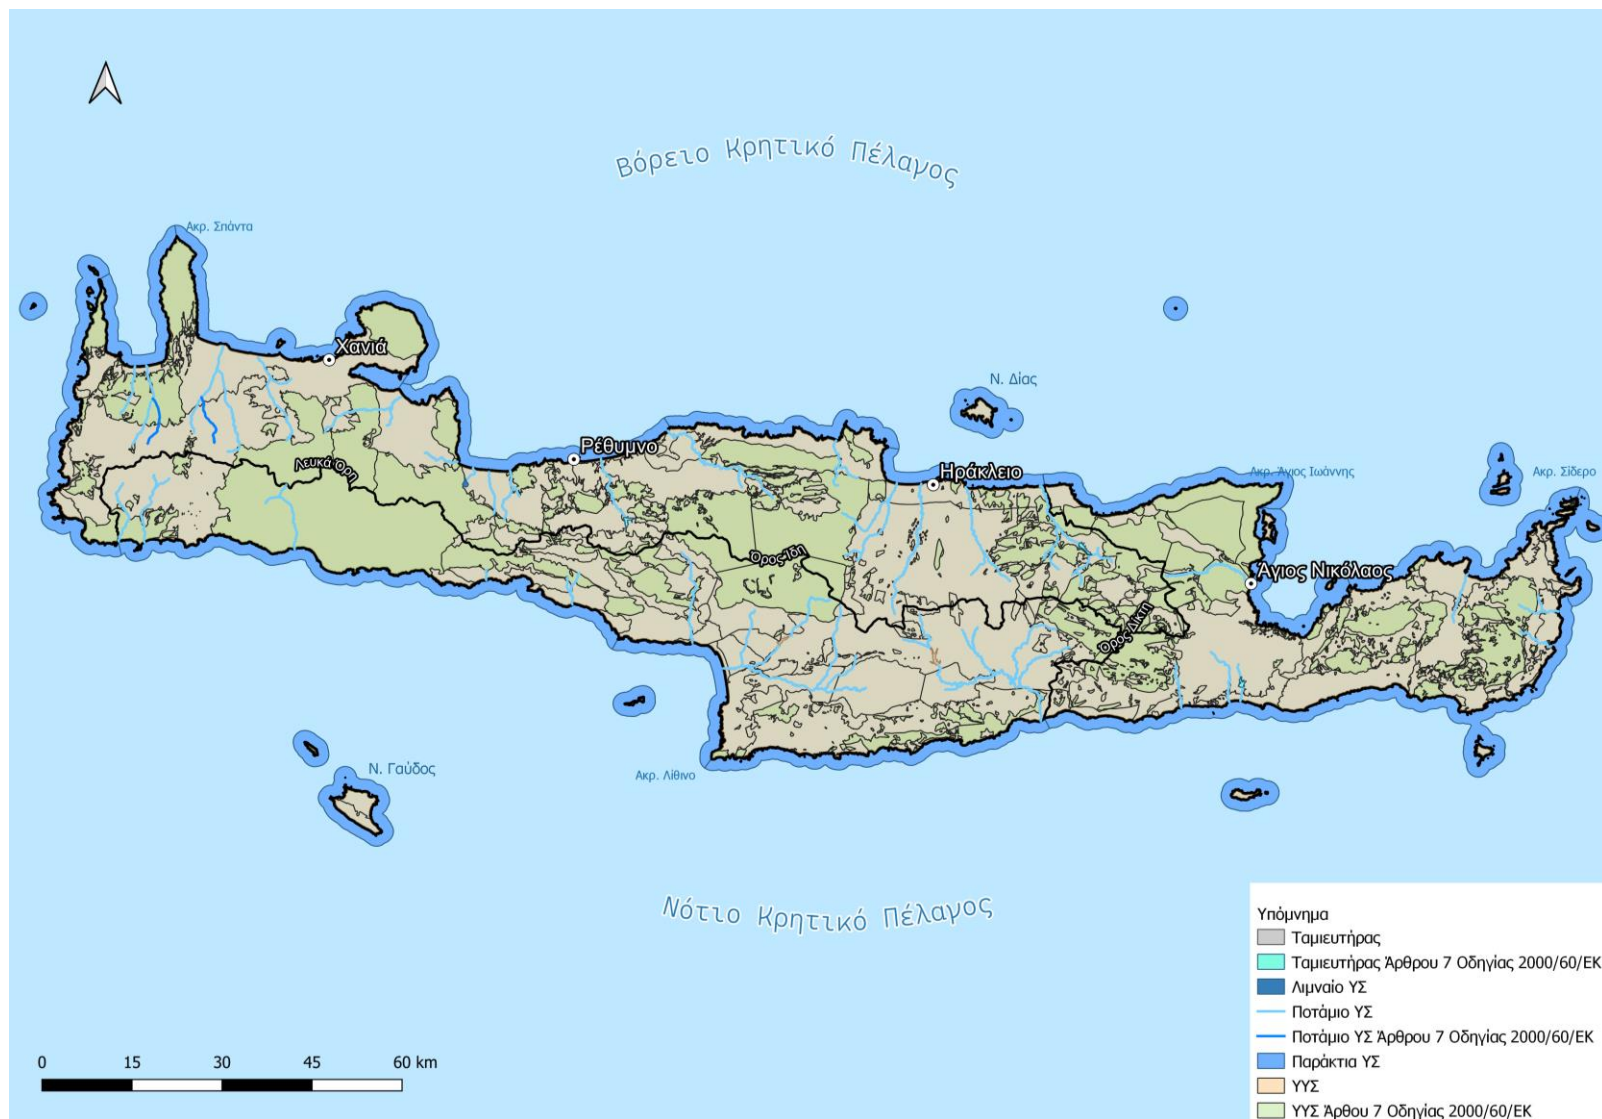 Βόρειο Κρητικό Πέλαγος
Ακρ. Σπάντα
Χανιά
Ν. Δίας
Ρέθυμνο
Λευκά Όρη
Ηράκλειο
Ακρ. Άγιος Ιωάννης
Ακρ. Σίδερο
Όρος Ίδη
Άγιος Νικόλαος
Όρος Δίκτη
Ν. Γαύδος
Ακρ. Λίθινο
Νότιο Κρητικό Πέλαγος
Υπόμνημα
Ταμιευτήρας
Ταμιευτήρας Άρθρου 7 Οδηγίας 2000/60/ΕΚ
Λιμναίο ΥΣ
Ποτάμιο ΥΣ
Ποτάμιο ΥΣ Άρθρου 7 Οδηγίας 2000/60/ΕΚ
Παράκτια ΥΣ
ΥΥΣ
ΥΥΣ Άρθου 7 Οδηγίας 2000/60/ΕΚ
0 15 30 45 60 km